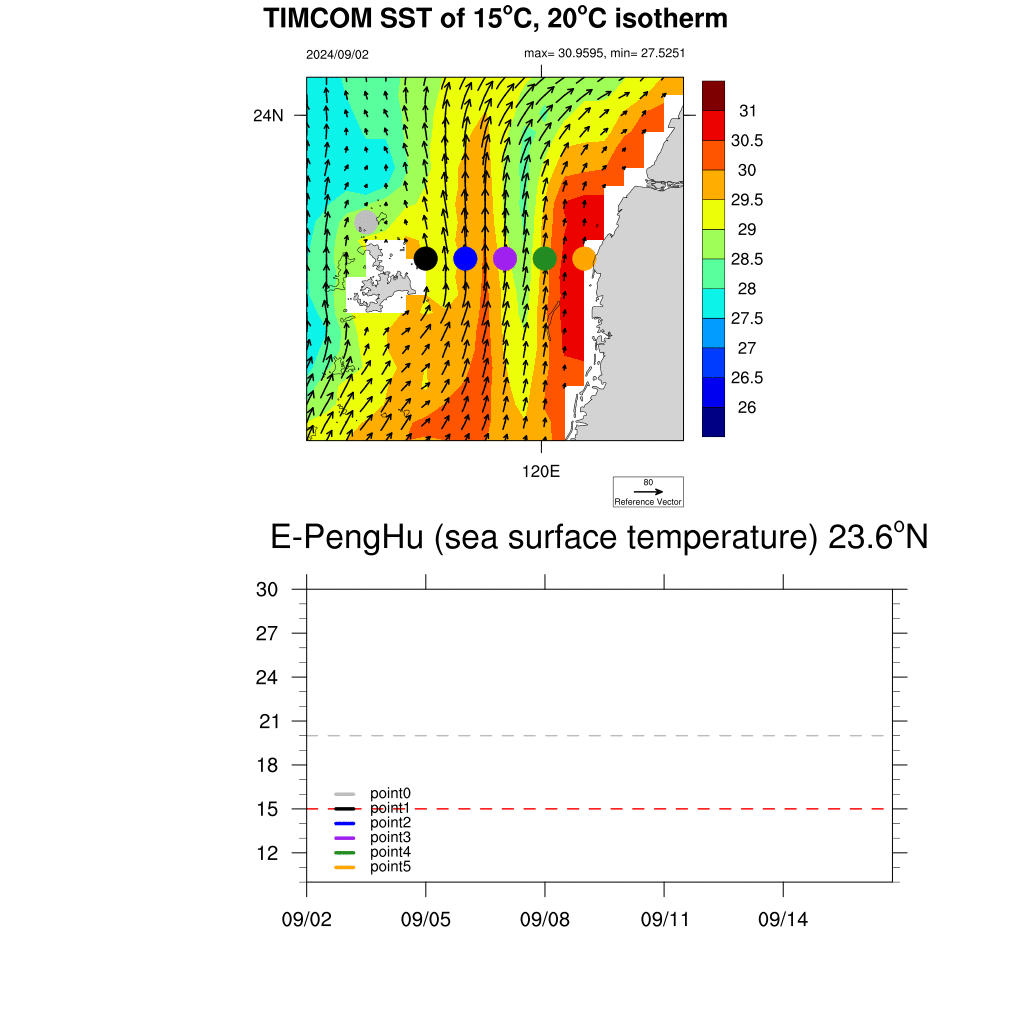 TIMCOM SST of 15°C, 20°C isotherm
2024/09/02
max= 30.9595, min= 27.5251
24N
31
30.5
30
29.5
29
28.5
28
27.5
27
26.5
26
120E
80
Reference Vector
E-PengHu (sea surface temperature) 23.6°N
30
27
24
21
18
15
12
point0
point1
point2
point3
point4
point5
09/02
09/05
09/08
09/11
09/14